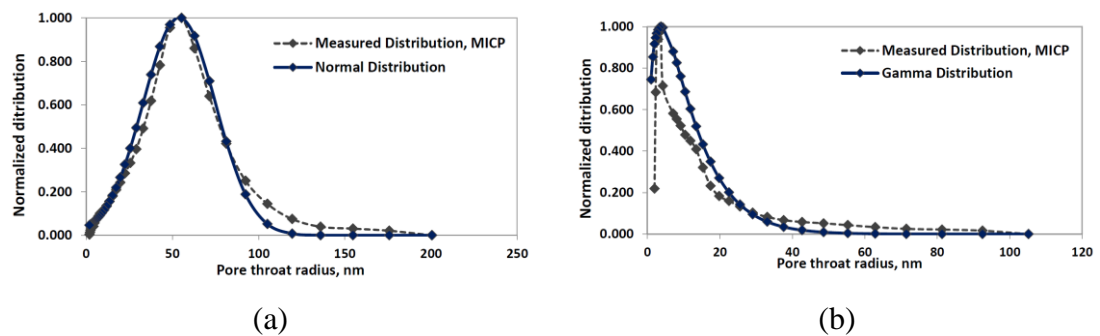 Normalized ditribution
1.000
0.800
0.600
0.400
0.200
0.000
0
50
100
150
200
250
Pore throat radius, nm
Measured Distribution, MICP
Normal Distribution
(a)
Normalized distribution
1.000
0.800
0.600
0.400
0.200
0.000
0
20
40
60
80
100
120
Pore throat radius, nm
Measured Distribution, MICP
Gamma Distribution
(b)